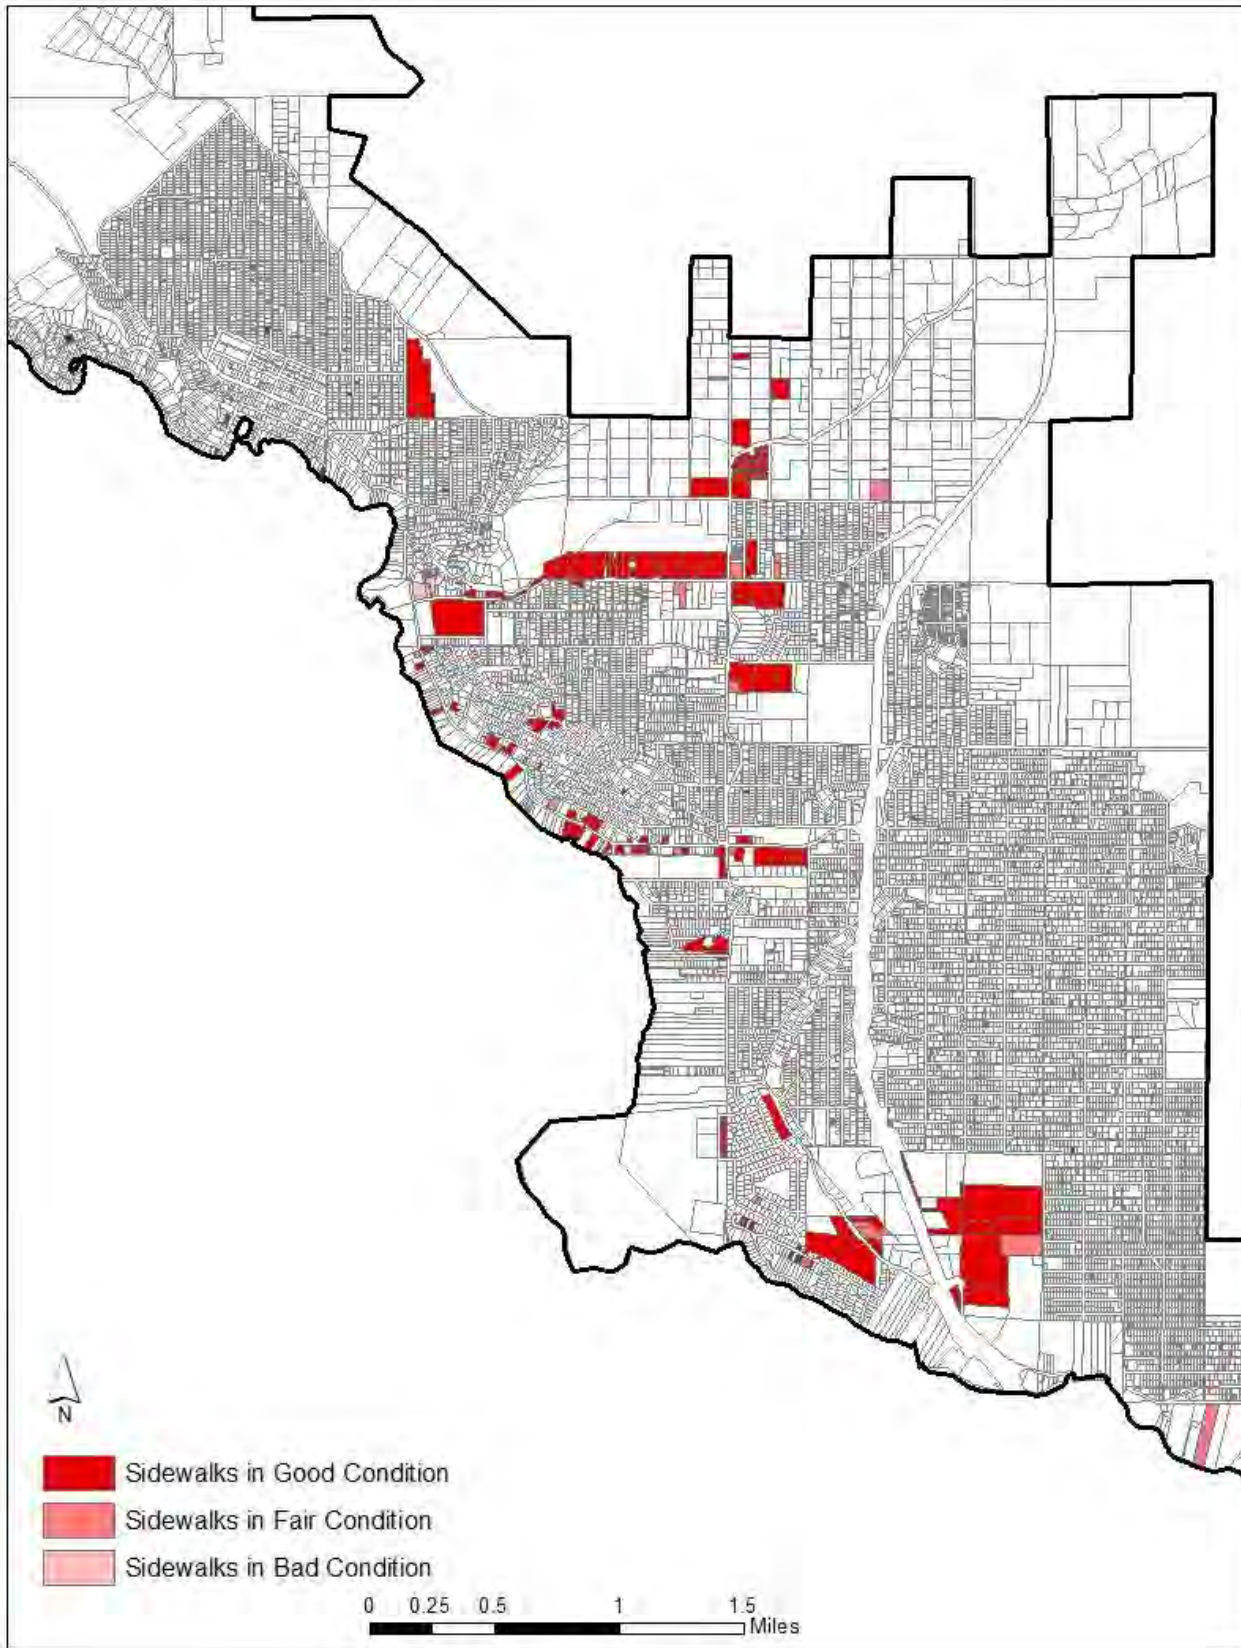 N
Sidewalks in Good Condition
Sidewalks in Fair Condition
Sidewalks in Bad Condition
0 0.25 0.5 1 1.5
Miles